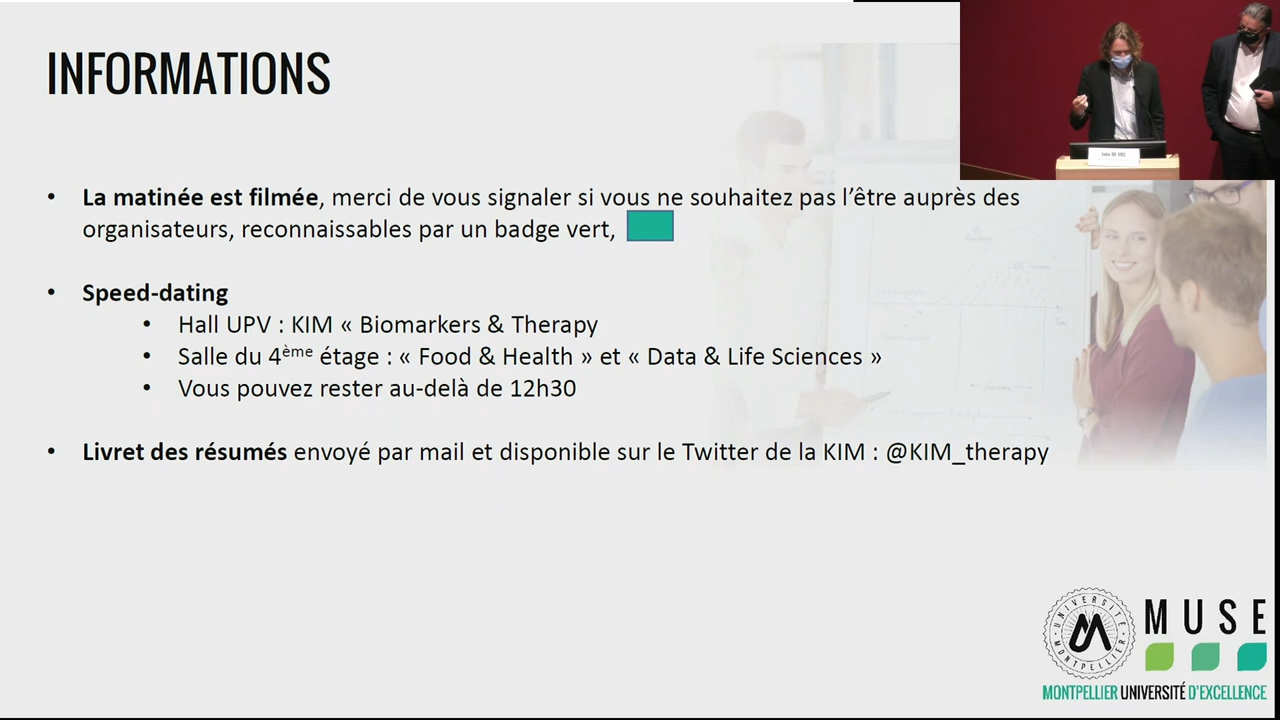 INFORMATIONS
• La matinée est filmée, merci de vous signaler si vous ne souhaitez pas l’être auprès des
organisateurs, reconnaissables par un badge vert,
• Speed-dating
• Hall UPV : KIM « Biomarkers & Therapy
• Salle du 4ème étage : « Food & Health » et « Data & Life Sciences »
• Vous pouvez rester au-delà de 12h30
• Livret des résumés envoyé par mail et disponible sur le Twitter de la KIM : @KIM_therapy
UNIVERSITÉ MONTPELLIER
MUSE
MONTPELLIER UNIVERSITÉ D'EXCELLENCE